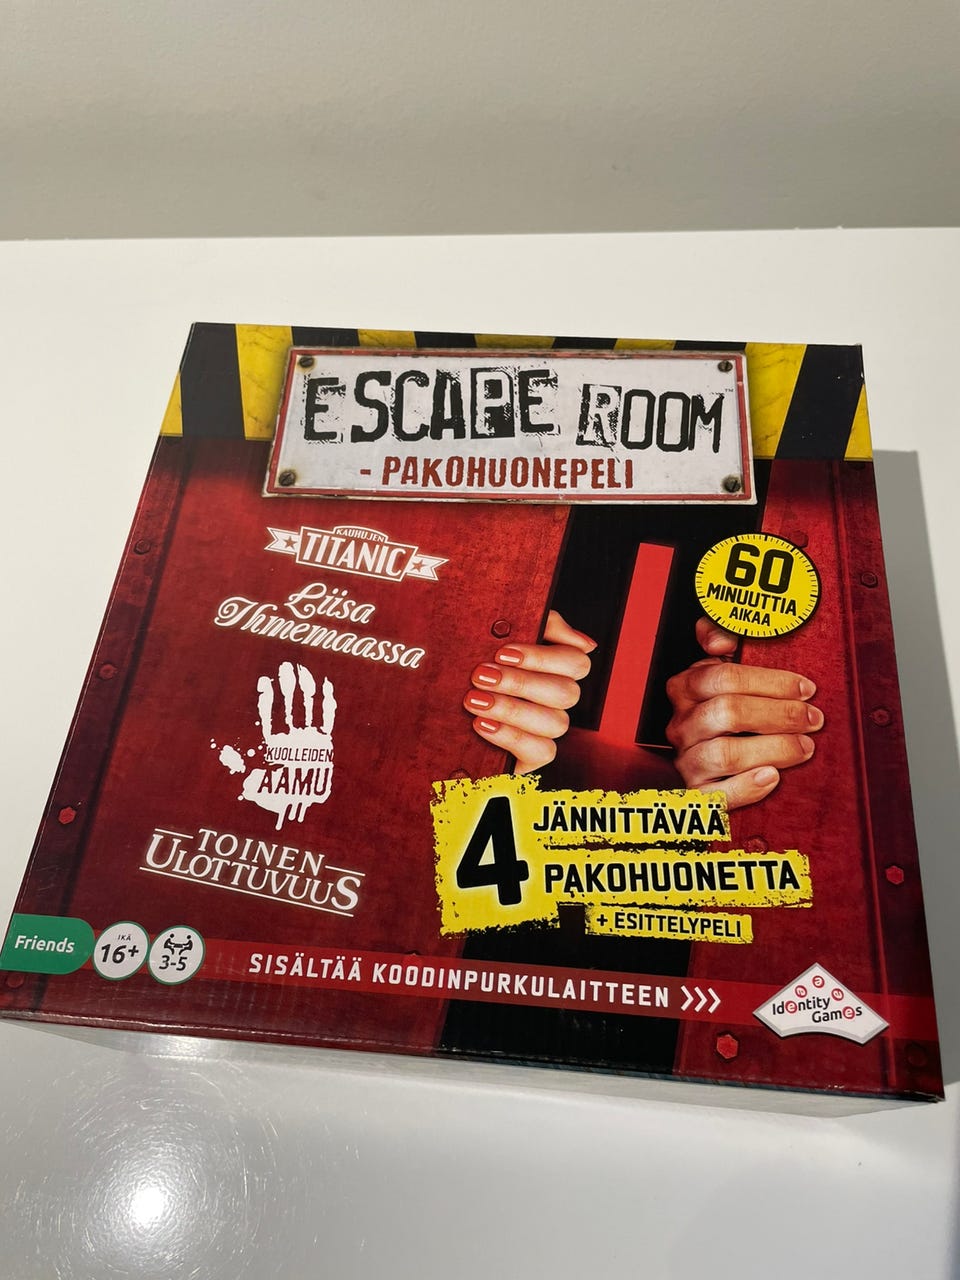 ESCAPE ROOM™
- PAKOHUONEPELI
KAUHUJEN
TITANIC
Liisa
Ihmemaassa
KUOLLEIDEN
AAMU
TOINEN
ULOTTUVUUS
60
MINUUTTIA
AIKAA
4 JÄNNITTÄVÄÄ
PAKOHUONETTA
+ ESITTELYPELI
Friends
IKÄ
16+
3-5
SISÄLTÄÄ KOODINPURKULAITTEEN >>>
Identity
Games